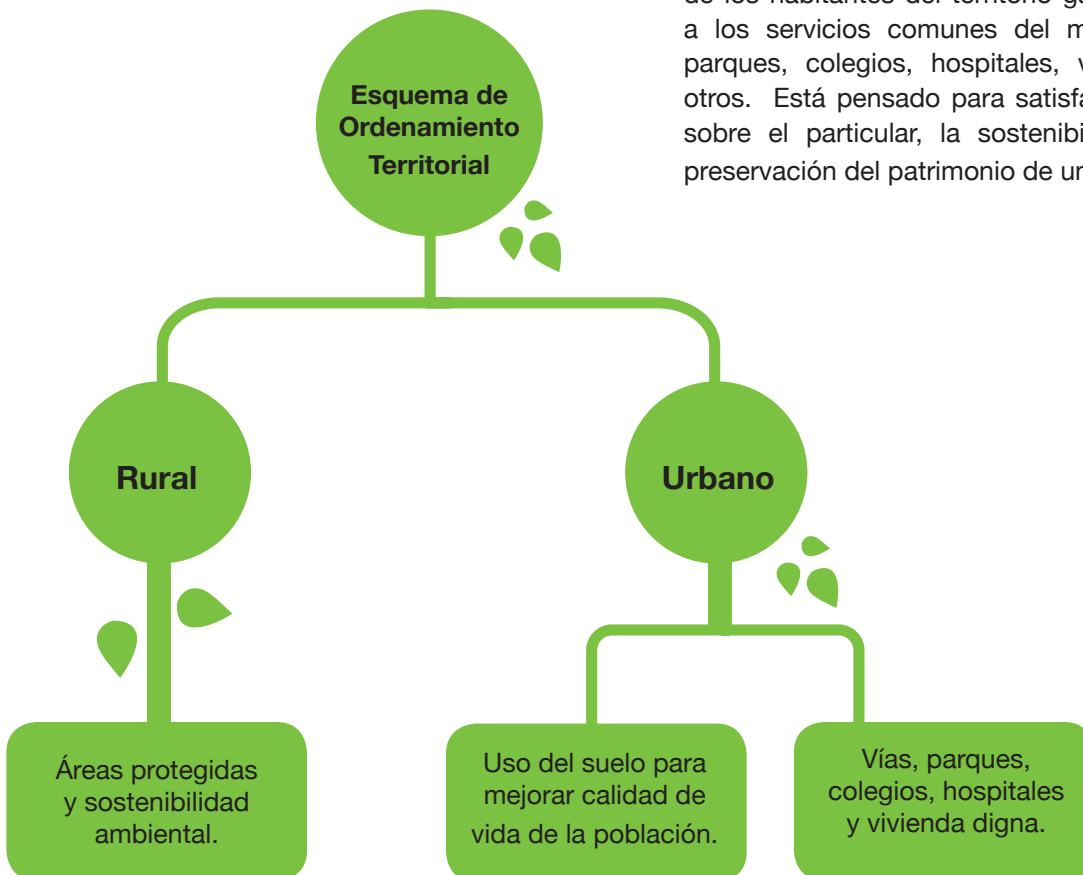 Esquema de
Ordenamiento
Territorial
de los habitantes del territorio
a los servicios comunes del
parques, colegios, hospitales,
otros. Está pensado para
sobre el particular, la
preservación del patrimonio de
Rural
Urbano
Áreas protegidas
y sostenibilidad
ambiental.
Uso del suelo para
mejorar calidad de
vida de la población.
Vías, parques,
colegios, hospitales
y vivienda digna.